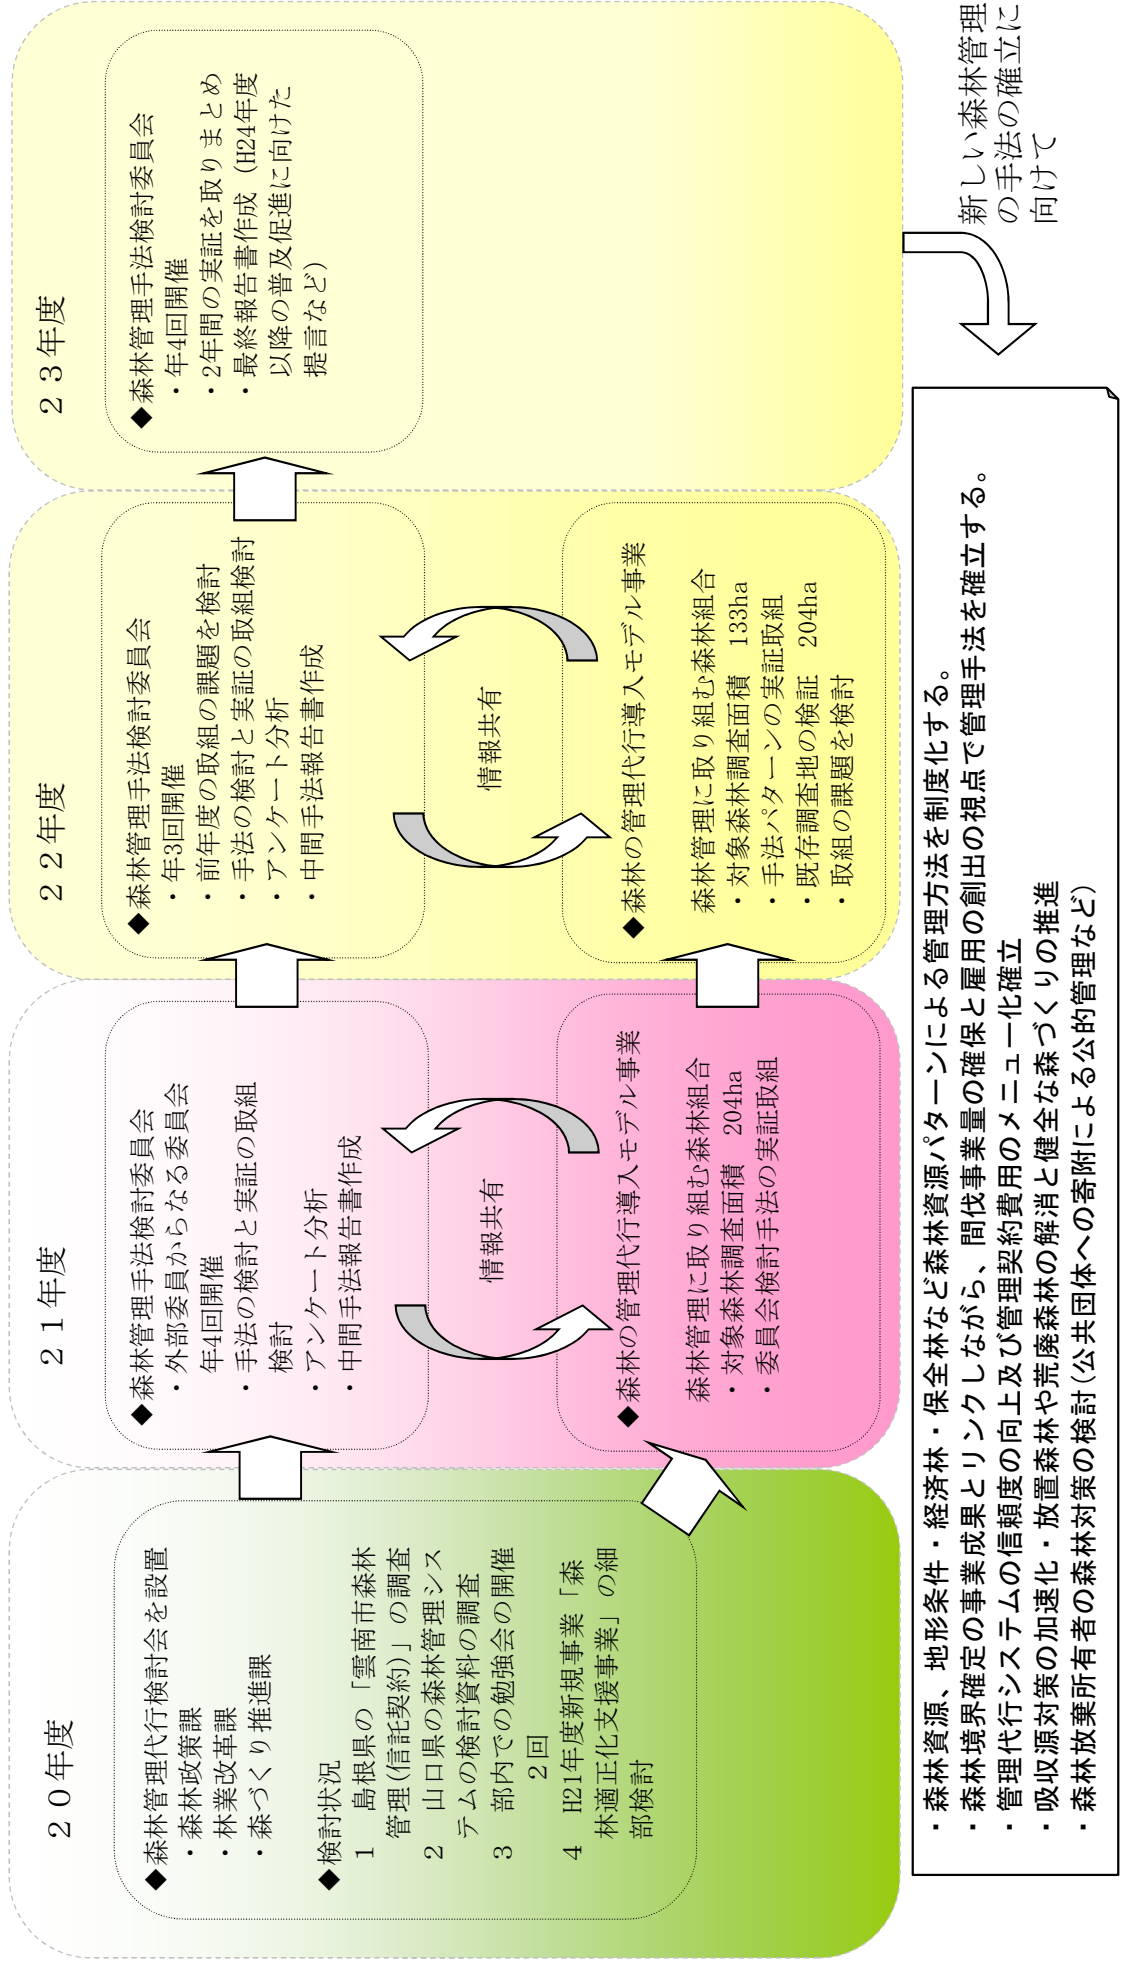 ２０年度
◆森林管理代行検討会を設置
・森林政策課
・林業改革課
・森づくり推進課
◆検討状況
1　島根県の「雲南市森林
管理(信託契約)」の調査
2　山口県の森林管理シス
テムの検討資料の調査
3　部内での勉強会の開催
2回
4　H21年度新規事業「森
林適正化支援事業」の細
部検討
２１年度
◆森林管理手法検討委員会
・外部委員からなる委員会
年4回開催
・手法の検討と実証の取組
検討
・アンケート分析
・中間手法報告書作成
情報共有
◆森林の管理代行導入モデル事業
森林管理に取り組む森林組合
・対象森林調査面積　204ha
・委員会検討手法の実証取組
２２年度
◆森林管理手法検討委員会
・年3回開催
・前年度の取組の課題を検討
・手法の検討と実証の取組検討
・アンケート分析
・中間手法報告書作成
情報共有
◆森林の管理代行導入モデル事業
森林管理に取り組む森林組合
・対象森林調査面積　133ha
・手法パターンの実証取組
・既存調査地の検証　204ha
・取組の課題を検討
２３年度
◆森林管理手法検討委員会
・年4回開催
・2年間の実証を取りまとめ
・最終報告書作成（H24年度
以降の普及促進に向けた
提言など）
新しい森林管理
の手法の確立に
向けて
・森林資源、地形条件・経済林・保全林など森林資源パターンによる管理方法を制度化する。
・森林境界確定の事業成果とリンクしながら、間伐事業量の確保と雇用の創出の視点で管理手法を確立する。
・管理代行システムの信頼度の向上及び管理契約費用のメニュー化確立
・吸収源対策の加速化・放置森林や荒廃森林の解消と健全な森づくりの推進
・森林放棄所有者の森林対策の検討(公共団体への寄附による公的管理など)